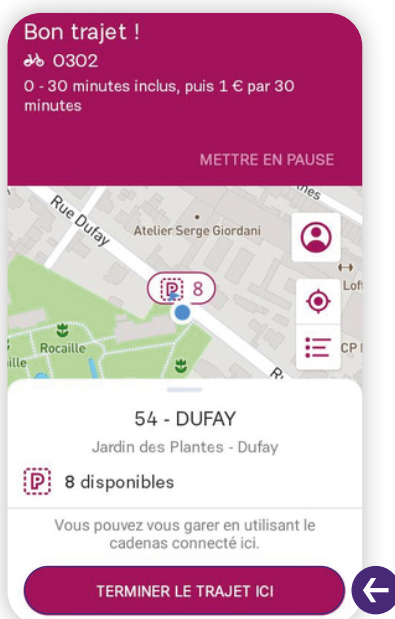 Bon trajet !
0302
0 - 30 minutes inclus, puis 1 € par 30
minutes
METTRE EN PAUSE
Rue Dufay
Atelier Serge Giordani
P 8
Rocaille
CP
54 - DUFAY
Jardin des Plantes - Dufay
P 8 disponibles
Vous pouvez vous garer en utilisant le
cadenas connecté ici.
TERMINER LE TRAJET ICI